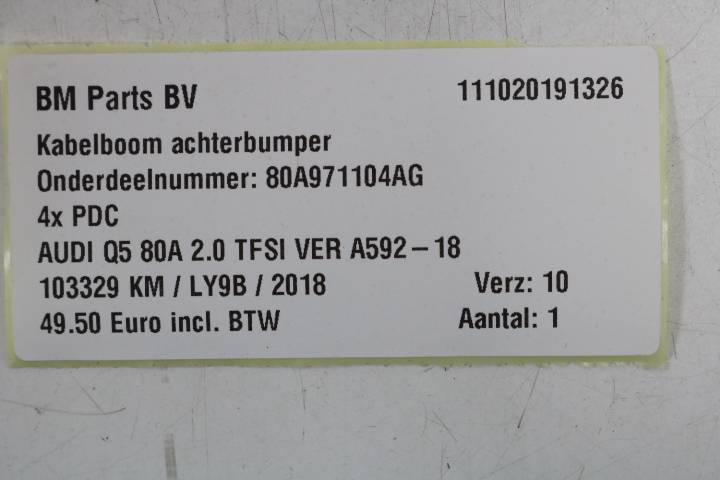 BM Parts BV 111020191326
Kabelboom achterbumper
Onderdeelnummer: 80A971104AG
4x PDC
AUDI Q5 80A 2.0 TFSI VER A592 – 18
103329 KM / LY9B / 2018 Verz: 10
49.50 Euro incl. BTW Aantal: 1